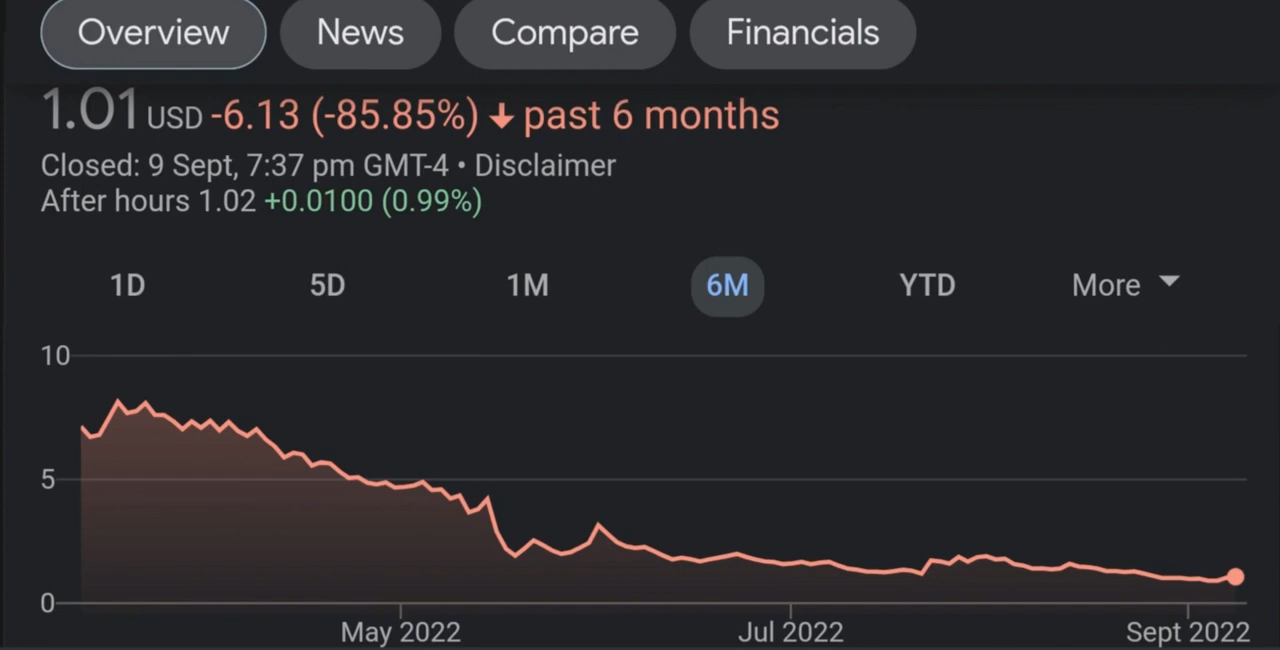 Overview News Compare Financials
1.01 USD -6.13 (-85.85%) ↓ past 6 months
Closed: 9 Sept, 7:37 pm GMT-4 • Disclaimer
After hours 1.02 +0.0100 (0.99%)
1D 5D 1M 6M YTD More
10
5
0
May 2022 Jul 2022 Sept 2022